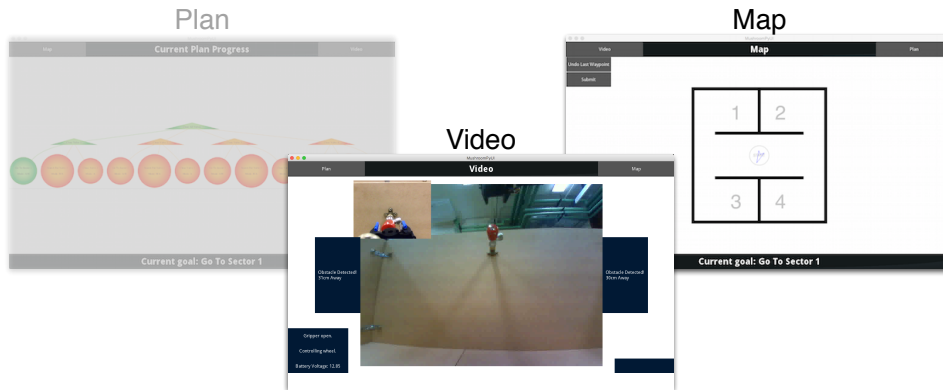 Plan
Map
Video
Map
Current Plan Progress
Video
Current goal: Go To Sector 1
Video
Map
Plan
Undo Last Waypoint
Submit
1
2
3
4
Current goal: Go To Sector 1
MushroomPyUI
Plan
Video
Map
Obstacle Detected!
31cm Away
Obstacle Detected!
30cm Away
Gripper open.
Controlling wheel.
Battery Voltage: 12.85